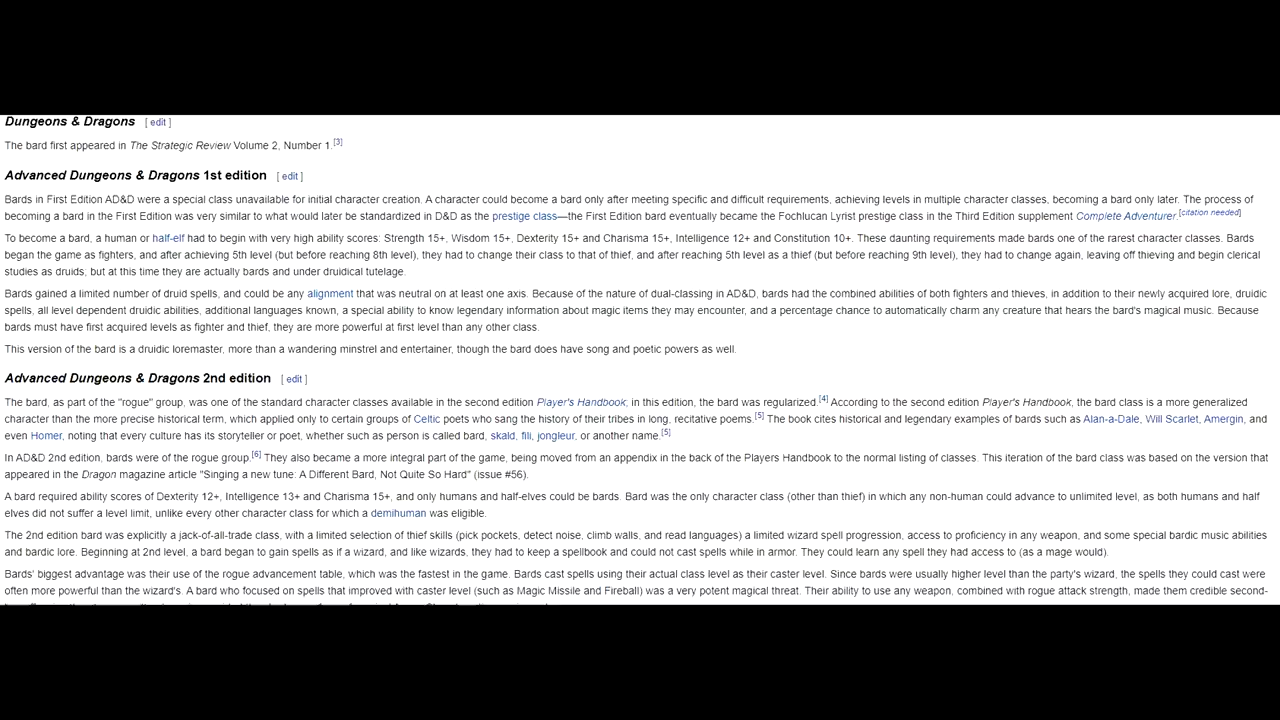 Dungeons & Dragons [ edit ]
The bard first appeared in The Strategic Review Volume 2, Number 1.[3]
Advanced Dungeons & Dragons 1st edition [ edit ]
Bards in First Edition AD&D were a special class unavailable for initial character creation. A character could become a bard only after meeting specific and difficult requirements, achieving levels in multiple character classes, becoming a bard only later. The process of
becoming a bard in the First Edition was very similar to what would later be standardized in D&D as the prestige class—the First Edition bard eventually became the Fochlucan Lyrist prestige class in the Third Edition supplement Complete Adventurer.[citation needed]
To become a bard, a human or half-elf had to begin with very high ability scores: Strength 15+, Wisdom 15+, Dexterity 15+ and Charisma 15+, Intelligence 12+ and Constitution 10+. These daunting requirements made bards one of the rarest character classes. Bards
began the game as fighters, and after achieving 5th level (but before reaching 8th level), they had to change their class to that of thief, and after reaching 5th level as a thief (but before reaching 9th level), they had to change again, leaving off thieving and begin clerical
studies as druids, but at this time they are actually bards and under druidical tutelage.
Bards gained a limited number of druid spells, and could be any alignment that was neutral on at least one axis. Because of the nature of dual-classing in AD&D, bards had the combined abilities of both fighters and thieves, in addition to their newly acquired lore, druidic
spells, all level dependent druidic abilities, additional languages known, a special ability to know legendary information about magic items they may encounter, and a percentage chance to automatically charm any creature that hears the bard's magical music. Because
bards must have first acquired levels as fighter and thief, they are more powerful at first level than any other class.
This version of the bard is a druidic loremaster, more than a wandering minstrel and entertainer, though the bard does have song and poetic powers as well.
Advanced Dungeons & Dragons 2nd edition [ edit ]
The bard, as part of the "rogue" group, was one of the standard character classes available in the second edition Player's Handbook; in this edition, the bard was regularized.[4] According to the second edition Player's Handbook, the bard class is a more generalized
character than the more precise historical term, which applied only to certain groups of Celtic poets who sang the history of their tribes in long, recitative poems.[5] The book cites historical and legendary examples of bards such as Alan-a-Dale, Will Scarlet, Amergin, and
even Homer, noting that every culture has its storyteller or poet, whether such as person is called bard, skald, fili, jongleur, or another name.[5]
In AD&D 2nd edition, bards were of the rogue group.[6] They also became a more integral part of the game, being moved from an appendix in the back of the Players Handbook to the normal listing of classes. This iteration of the bard class was based on the version that
appeared in the Dragon magazine article "Singing a new tune: A Different Bard, Not Quite So Hard" (issue #56).
A bard required ability scores of Dexterity 12+, Intelligence 13+ and Charisma 15+, and only humans and half-elves could be bards. Bard was the only character class (other than thief) in which any non-human could advance to unlimited level, as both humans and half
elves did not suffer a level limit, unlike every other character class for which a demihuman was eligible.
The 2nd edition bard was explicitly a jack-of-all-trade class, with a limited selection of thief skills (pick pockets, detect noise, climb walls, and read languages) a limited wizard spell progression, access to proficiency in any weapon, and some special bardic music abilities
and bardic lore. Beginning at 2nd level, a bard began to gain spells as if a wizard, and like wizards, they had to keep a spellbook and could not cast spells while in armor. They could learn any spell they had access to (as a mage would).
Bards' biggest advantage was their use of the rogue advancement table, which was the fastest in the game. Bards cast spells using their actual class level as their caster level. Since bards were usually higher level than the party's wizard, the spells they could cast were
often more powerful than the wizard's. A bard who focused on spells that improved with caster level (such as Magic Missile and Fireball) was a very potent magical threat. Their ability to use any weapon, combined with rogue attack strength, made them credible second-